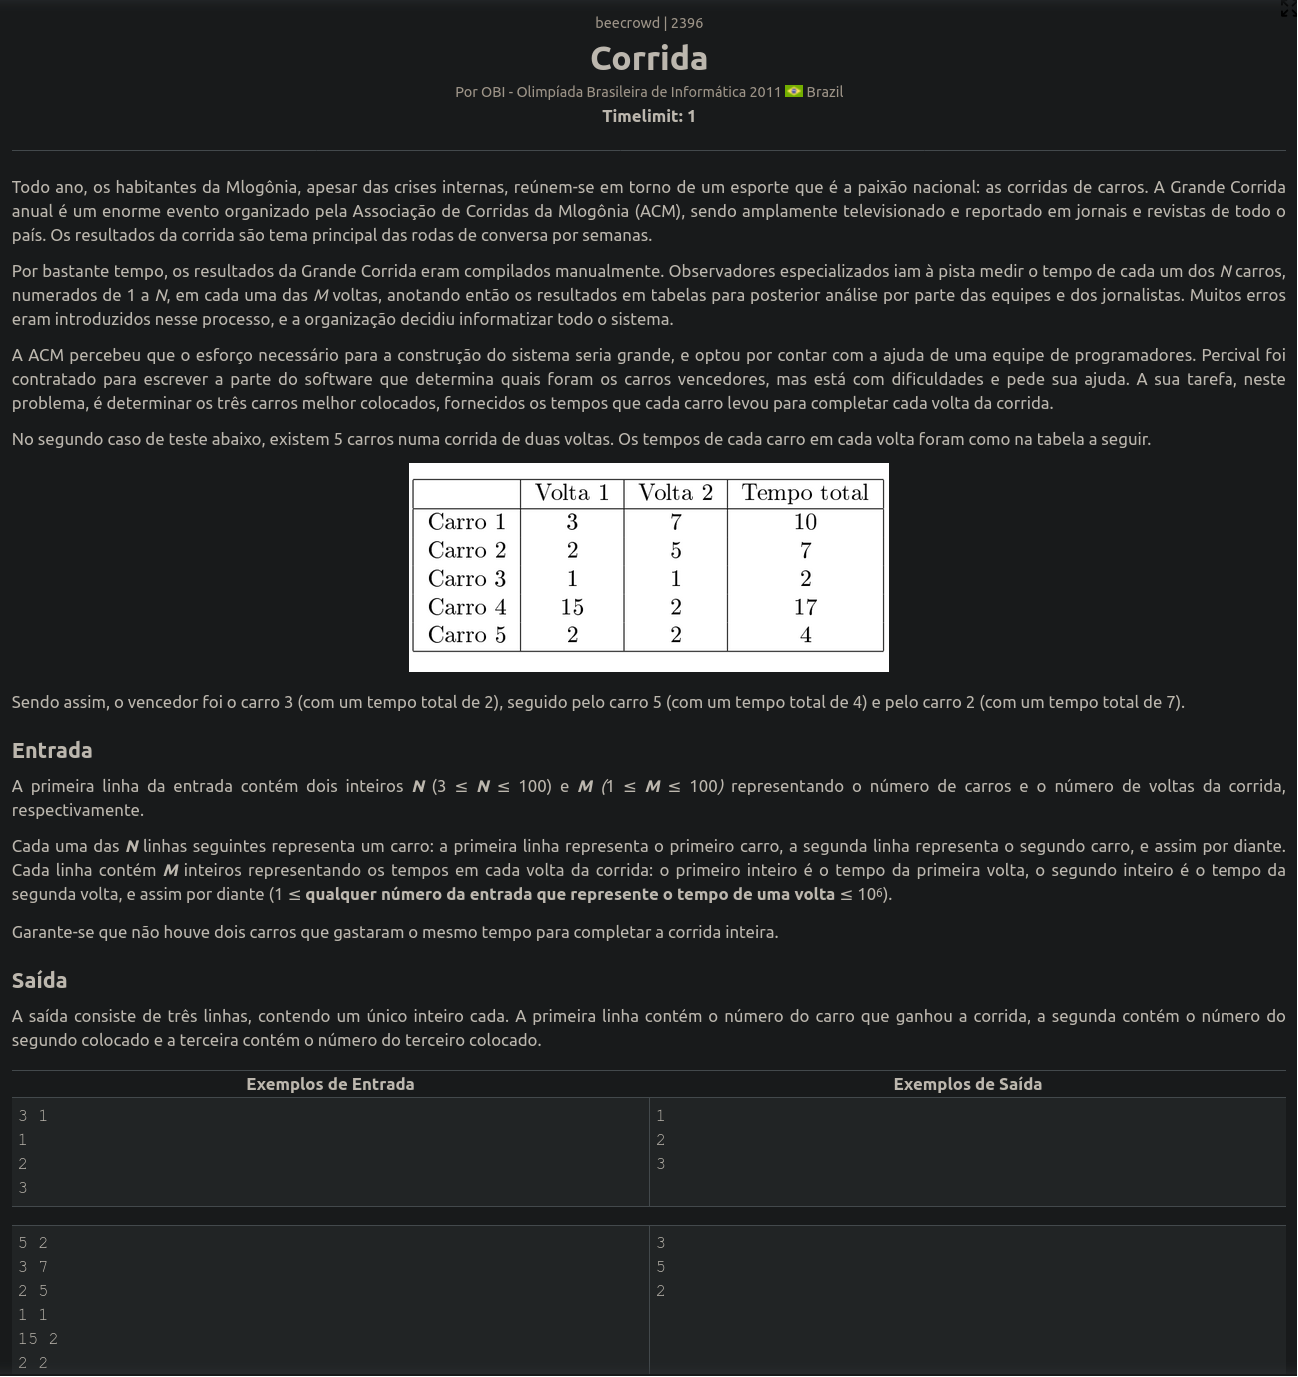 beecrowd | 2396
Corrida
Por OBI - Olimpíada Brasileira de Informática 2011 Brazil
Timelimit: 1
Todo ano, os habitantes da Mlogônia, apesar das crises internas, reúnem-se em torno de um esporte que é a paixão nacional: as corridas de carros. A Grande Corrida
anual é um enorme evento organizado pela Associação de Corridas da Mlogônia (ACM), sendo amplamente televisionado e reportado em jornais e revistas de todo o
país. Os resultados da corrida são tema principal das rodas de conversa por semanas.
Por bastante tempo, os resultados da Grande Corrida eram compilados manualmente. Observadores especializados iam à pista medir o tempo de cada um dos N carros,
numerados de 1 a N, em cada uma das M voltas, anotando então os resultados em tabelas para posterior análise por parte das equipes e dos jornalistas. Muitos erros
eram introduzidos nesse processo, e a organização decidiu informatizar todo o sistema.
A ACM percebeu que o esforço necessário para a construção do sistema seria grande, e optou por contar com a ajuda de uma equipe de programadores. Percival foi
contratado para escrever a parte do software que determina quais foram os carros vencedores, mas está com dificuldades e pede sua ajuda. A sua tarefa, neste
problema, é determinar os três carros melhor colocados, fornecidos os tempos que cada carro levou para completar cada volta da corrida.
No segundo caso de teste abaixo, existem 5 carros numa corrida de duas voltas. Os tempos de cada carro em cada volta foram como na tabela a seguir.
Volta 1 Volta 2 Tempo total
Carro 1 3 7 10
Carro 2 2 5 7
Carro 3 1 1 2
Carro 4 15 2 17
Carro 5 2 2 4
Sendo assim, o vencedor foi o carro 3 (com um tempo total de 2), seguido pelo carro 5 (com um tempo total de 4) e pelo carro 2 (com um tempo total de 7).
Entrada
A primeira linha da entrada contém dois inteiros N (3 ≤ N ≤ 100) e M (1 ≤ M ≤ 100) representando o número de carros e o número de voltas da corrida,
respectivamente.
Cada uma das N linhas seguintes representa um carro: a primeira linha representa o primeiro carro, a segunda linha representa o segundo carro, e assim por diante.
Cada linha contém M inteiros representando os tempos em cada volta da corrida: o primeiro inteiro é o tempo da primeira volta, o segundo inteiro é o tempo da
segunda volta, e assim por diante (1 ≤ qualquer número da entrada que represente o tempo de uma volta ≤ 10⁶).
Garante-se que não houve dois carros que gastaram o mesmo tempo para completar a corrida inteira.
Saída
A saída consiste de três linhas, contendo um único inteiro cada. A primeira linha contém o número do carro que ganhou a corrida, a segunda contém o número do
segundo colocado e a terceira contém o número do terceiro colocado.
Exemplos de Entrada Exemplos de Saída
3 1 1
1 2
2 3
3
5 2 3
3 7 5
2 5 2
1 1
15 2
2 2